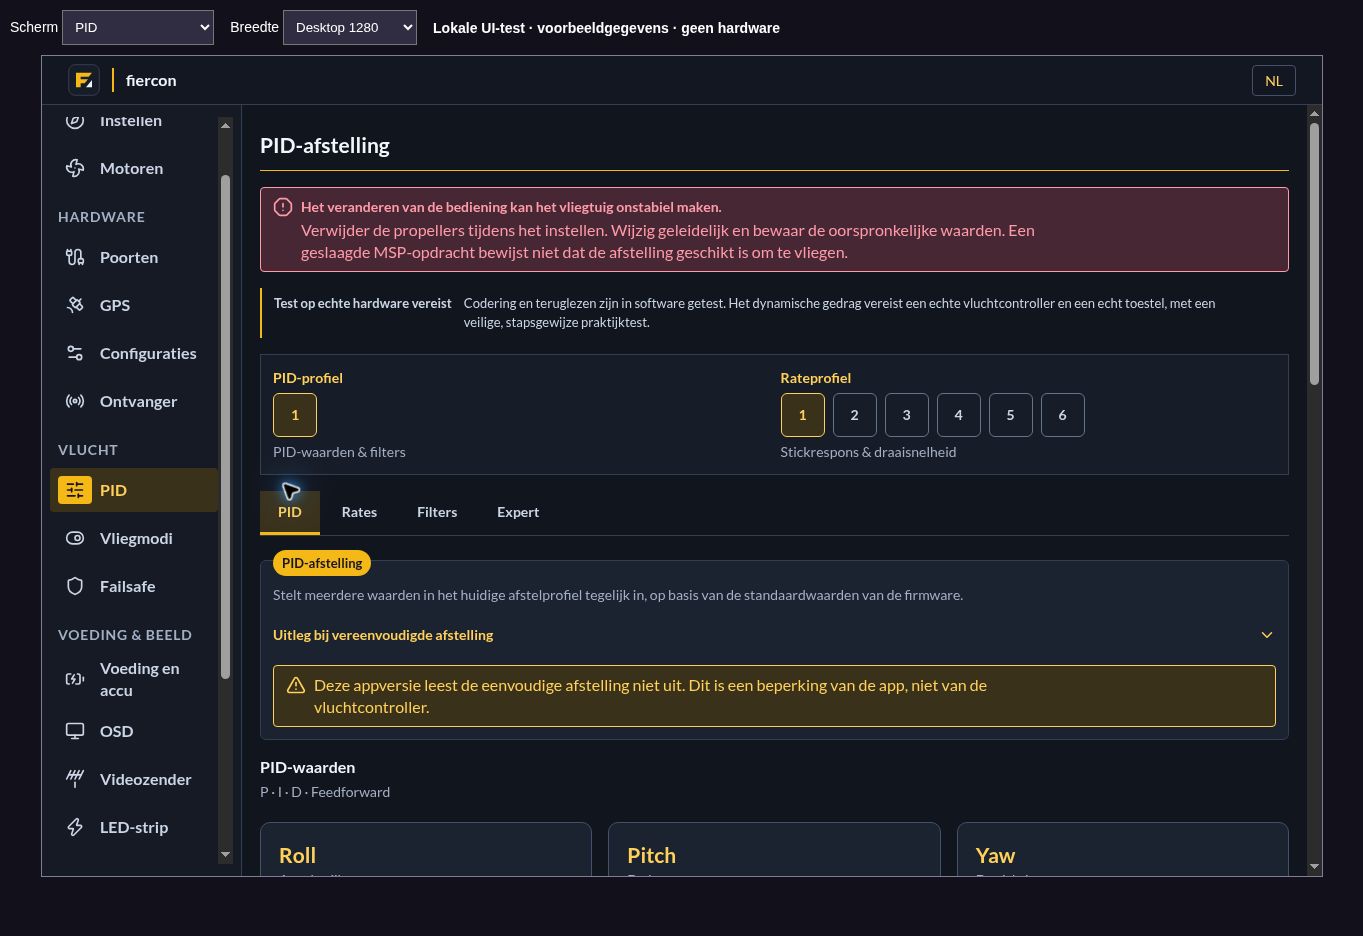 Scherm PID Breedte Desktop 1280 Lokale UI-test · voorbeeldgegevens · geen hardware
fiercon NL
Instellen
Motoren
HARDWARE
Poorten
GPS
Configuraties
Ontvanger
VLUCHT
PID
Vliegmodi
Failsafe
VOEDING & BEELD
Voeding en
accu
OSD
Videozender
LED-strip
PID-afstelling
Het veranderen van de bediening kan het vliegtuig onstabiel maken.
Verwijder de propellers tijdens het instellen. Wijzig geleidelijk en bewaar de oorspronkelijke waarden. Een
geslaagde MSP-opdracht bewijst niet dat de afstelling geschikt is om te vliegen.
Test op echte hardware vereist Codering en teruglezen zijn in software getest. Het dynamische gedrag vereist een echte vluchtcontroller en een echt toestel, met een
veilige, stapsgewijze praktijktest.
PID-profiel
1
PID-waarden & filters
Rateprofiel
1 2 3 4 5 6
Stickrespons & draaisnelheid
PID Rates Filters Expert
PID-afstelling
Stelt meerdere waarden in het huidige afstelprofiel tegelijk in, op basis van de standaardwaarden van de firmware.
Uitleg bij vereenvoudigde afstelling
Deze appversie leest de eenvoudige afstelling niet uit. Dit is een beperking van de app, niet van de
vluchtcontroller.
PID-waarden
P · I · D · Feedforward
Roll Pitch Yaw